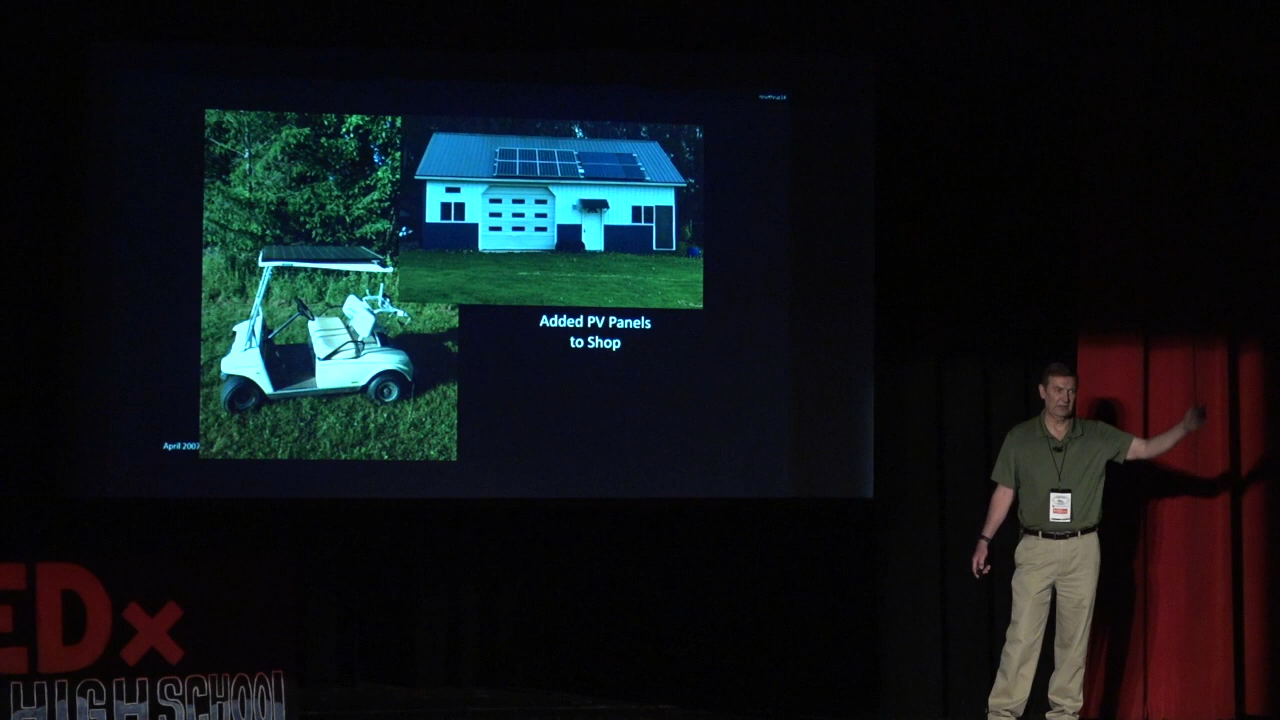 Added PV Panels
to Shop
April 2007
EDx
HIGH SCHOOL